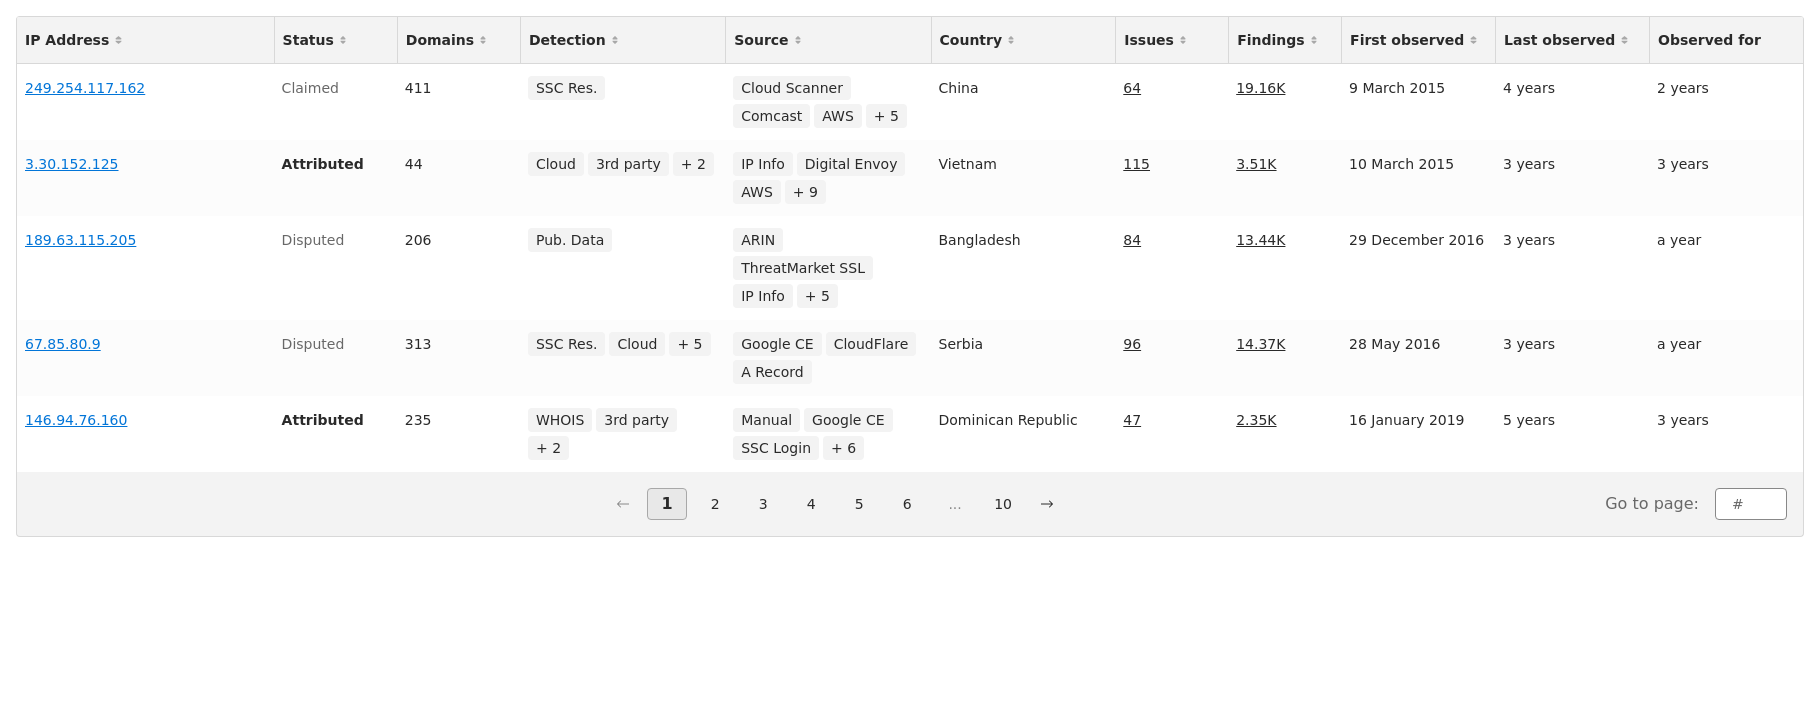 IP Address Status Domains Detection Source Country Issues Findings First observed Last observed Observed for
249.254.117.162 Claimed 411 SSC Res. Cloud Scanner China 64 19.16K 9 March 2015 4 years 2 years
Comcast AWS + 5
3.30.152.125 Attributed 44 Cloud 3rd party + 2 IP Info Digital Envoy Vietnam 115 3.51K 10 March 2015 3 years 3 years
AWS + 9
189.63.115.205 Disputed 206 Pub. Data ARIN Bangladesh 84 13.44K 29 December 2016 3 years a year
ThreatMarket SSL
IP Info + 5
67.85.80.9 Disputed 313 SSC Res. Cloud + 5 Google CE CloudFlare Serbia 96 14.37K 28 May 2016 3 years a year
A Record
146.94.76.160 Attributed 235 WHOIS 3rd party Manual Google CE Dominican Republic 47 2.35K 16 January 2019 5 years 3 years
+ 2 SSC Login + 6
← 1 2 3 4 5 6 ... 10 → Go to page: #